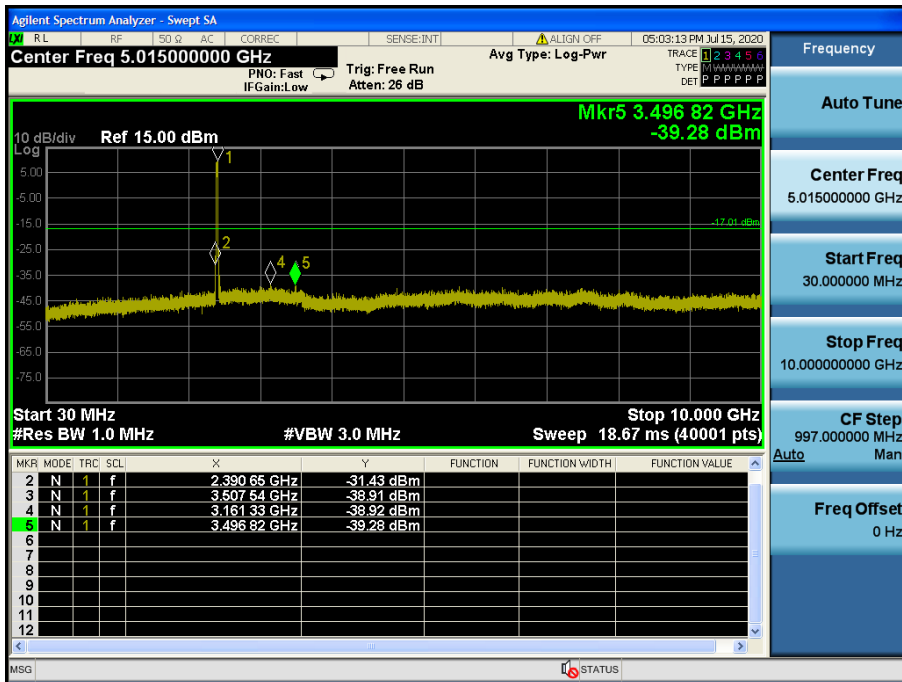 Agilent Spectrum Analyzer - Swept SA
LXI RL RF 50 Ω AC CORREC SENSE:INT ALIGN OFF 05:03:13 PM Jul 15, 2020
Center Freq 5.015000000 GHz
PNO: Fast
IFGain:Low
Trig: Free Run
Atten: 26 dB
Avg Type: Log-Pwr
TRACE 1 2 3 4 5 6
TYPE M W W W W W
DET P P P P P P
Mkr5 3.496 82 GHz
-39.28 dBm
10 dB/div Ref 15.00 dBm
Log
1
5.00
-5.00
-15.0
-17.01 dBm
2
-25.0
4 5
-35.0
-45.0
-55.0
-65.0
-75.0
Start 30 MHz Stop 10.000 GHz
#Res BW 1.0 MHz #VBW 3.0 MHz Sweep 18.67 ms (40001 pts)
MKR MODE TRC SCL X Y FUNCTION FUNCTION WIDTH FUNCTION VALUE
2 N 1 f 2.390 65 GHz -31.43 dBm
3 N 1 f 3.507 54 GHz -38.91 dBm
4 N 1 f 3.161 33 GHz -38.92 dBm
5 N 1 f 3.496 82 GHz -39.28 dBm
6
7
8
9
10
11
12
MSG STATUS
Frequency
Auto Tune
Center Freq
5.015000000 GHz
Start Freq
30.000000 MHz
Stop Freq
10.000000000 GHz
CF Step
997.000000 MHz
Auto Man
Freq Offset
0 Hz